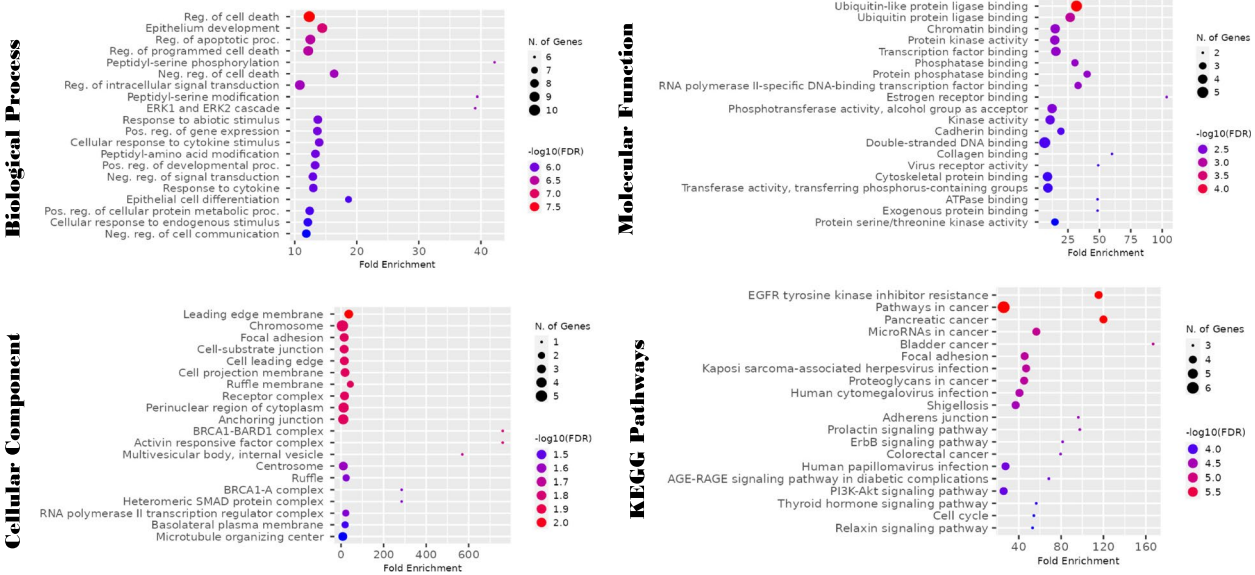 Biological Process
Reg. of cell death
Epithelium development
Reg. of apoptotic proc.
Reg. of programmed cell death
Peptidyl-serine phosphorylation
Neg. reg. of cell death
Reg. of intracellular signal transduction
Peptidyl-serine modification
ERK1 and ERK2 cascade
Response to abiotic stimulus
Pos. reg. of gene expression
Cellular response to cytokine stimulus
Peptidyl-amino acid modification
Pos. reg. of developmental proc.
Neg. reg. of signal transduction
Response to cytokine
Epithelial cell differentiation
Pos. reg. of cellular protein metabolic proc.
Cellular response to endogenous stimulus
Neg. reg. of cell communication
10 20 30 40
Fold Enrichment
N. of Genes
6
7
8
9
10
-log10(FDR)
6.0
6.5
7.0
7.5
Molecular Function
Ubiquitin-like protein ligase binding
Ubiquitin protein ligase binding
Chromatin binding
Protein kinase activity
Transcription factor binding
Phosphatase binding
Protein phosphatase binding
RNA polymerase II-specific DNA-binding transcription factor binding
Estrogen receptor binding
Phosphotransferase activity, alcohol group as acceptor
Kinase activity
Cadherin binding
Double-stranded DNA binding
Collagen binding
Virus receptor activity
Cytoskeletal protein binding
Transferase activity, transferring phosphorus-containing groups
ATPase binding
Exogenous protein binding
Protein serine/threonine kinase activity
25 50 75 100
Fold Enrichment
N. of Genes
2
3
4
5
-log10(FDR)
2.5
3.0
3.5
4.0
Cellular Component
Leading edge membrane
Chromosome
Focal adhesion
Cell-substrate junction
Cell leading edge
Cell projection membrane
Ruffle membrane
Receptor complex
Perinuclear region of cytoplasm
Anchoring junction
BRCA1-BARD1 complex
Activin responsive factor complex
Multivesicular body, internal vesicle
Centrosome
Ruffle
BRCA1-A complex
Heteromeric SMAD protein complex
RNA polymerase II transcription regulator complex
Basolateral plasma membrane
Microtubule organizing center
0 200 400 600
Fold Enrichment
N. of Genes
1
2
3
4
5
-log10(FDR)
1.5
1.6
1.7
1.8
1.9
2.0
KEGG Pathways
EGFR tyrosine kinase inhibitor resistance
Pathways in cancer
Pancreatic cancer
MicroRNAs in cancer
Bladder cancer
Focal adhesion
Kaposi sarcoma-associated herpesvirus infection
Proteoglycans in cancer
Human cytomegalovirus infection
Shigellosis
Adherens junction
Prolactin signaling pathway
ErbB signaling pathway
Colorectal cancer
Human papillomavirus infection
AGE-RAGE signaling pathway in diabetic complications
PI3K-Akt signaling pathway
Thyroid hormone signaling pathway
Cell cycle
Relaxin signaling pathway
40 80 120 160
Fold Enrichment
N. of Genes
3
4
5
6
-log10(FDR)
4.0
4.5
5.0
5.5